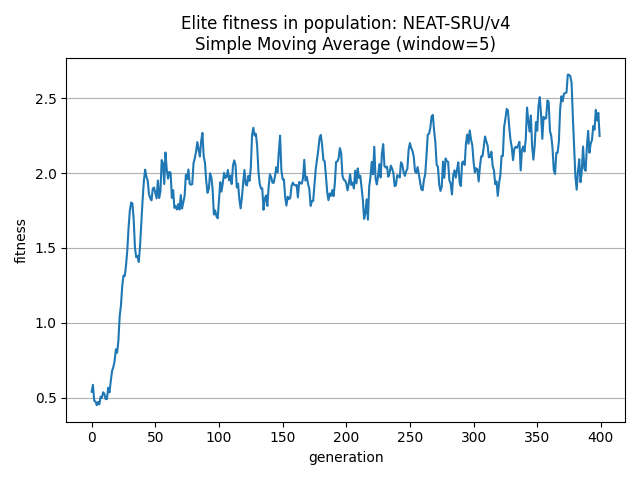 Elite fitness in population: NEAT-SRU/v4
Simple Moving Average (window=5)
fitness
2.5
2.0
1.5
1.0
0.5
0 50 100 150 200 250 300 350 400
generation